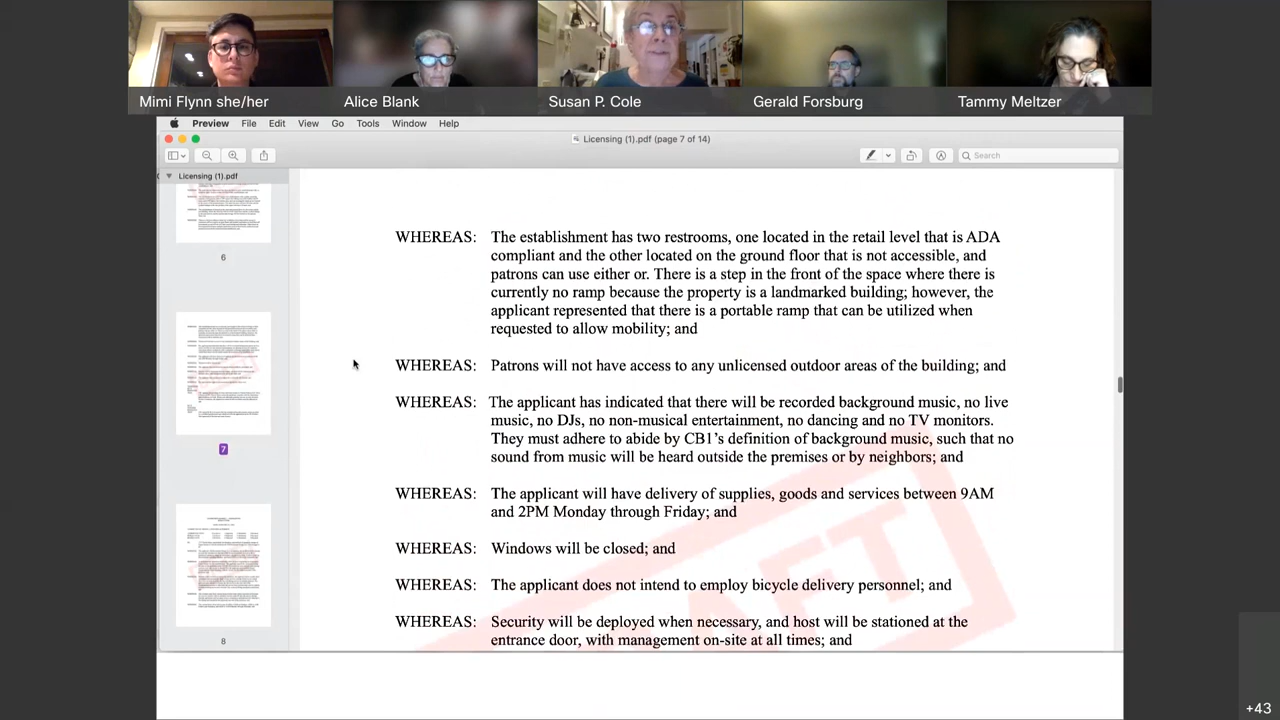 Mimi Flynn she/her
Alice Blank
Susan P. Cole
Gerald Forsburg
Tammy Meltzer
Preview File Edit View Go Tools Window Help
Licensing (1).pdf (page 7 of 14)
Search
Licensing (1).pdf
6
7
8
WHEREAS: The establishment has two restrooms, one located in the retail level that is ADA
compliant and the other located on the ground floor that is not accessible, and
patrons can use either or. There is a step in the front of the space where there is
currently no ramp because the property is a landmarked building; however, the
applicant represented that there is a portable ramp that can be utilized when
requested to allow mobility; and
WHEREAS: not have access to any unlicensed outdoor areas of the building; and
WHEREAS: The applicant has indicated that there will be recorded background music, no live
music, no DJs, no non-musical entertainment, no dancing and no TV monitors.
They must adhere to abide by CB1's definition of background music, such that no
sound from music will be heard outside the premises or by neighbors; and
WHEREAS: The applicant will have delivery of supplies, goods and services between 9AM
and 2PM Monday through Friday; and
WHEREAS: be closed and
WHEREAS: The applicant does not employ bicycle delivery personnel
WHEREAS: Security will be deployed when necessary, and host will be stationed at the
entrance door, with management on-site at all times; and
+43